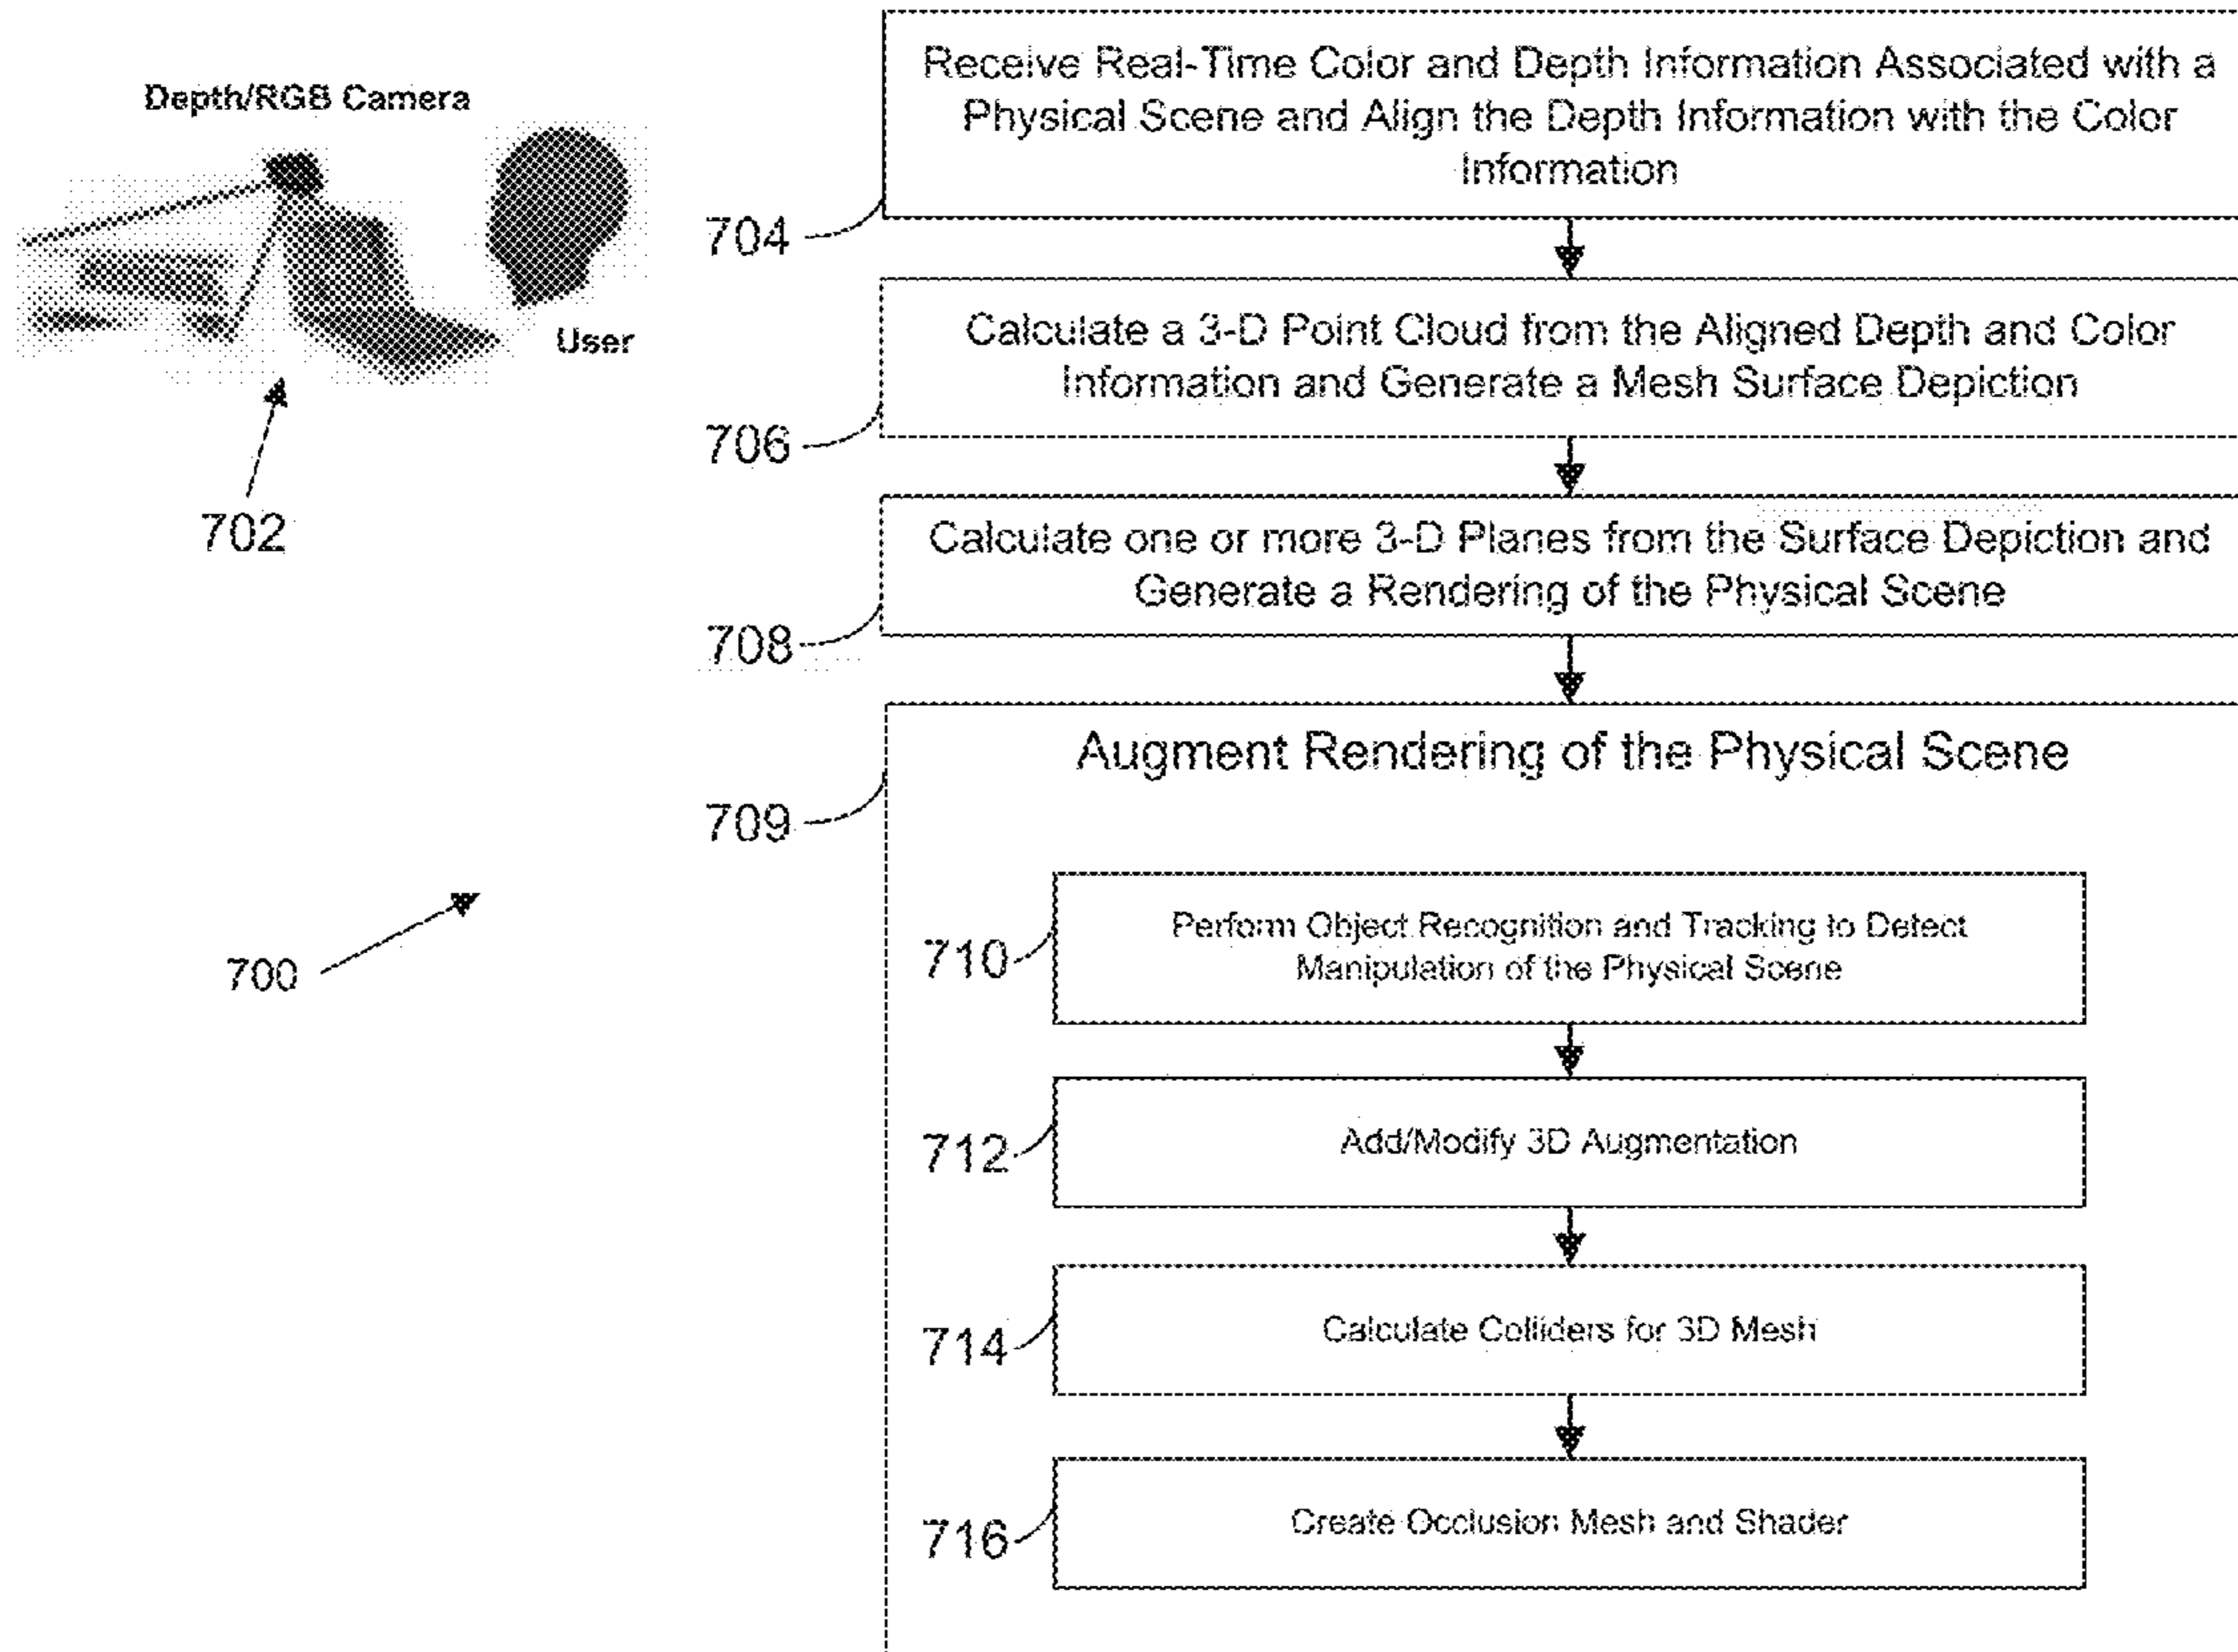 Depth/RGB Camera
User
702
700
Receive Real-Time Color and Depth Information Associated with a
Physical Scene and Align the Depth Information with the Color
Information
704
Calculate a 3-D Point Cloud from the Aligned Depth and Color
Information and Generate a Mesh Surface Depiction
706
Calculate one or more 3-D Planes from the Surface Depiction and
Generate a Rendering of the Physical Scene
708
Augment Rendering of the Physical Scene
709
Perform Object Recognition and Tracking to Detect
Manipulation of the Physical Scene
710
Add/Modify 3D Augmentation
712
Calculate Colliders for 3D Mesh
714
Create Occlusion Mesh and Shader
716